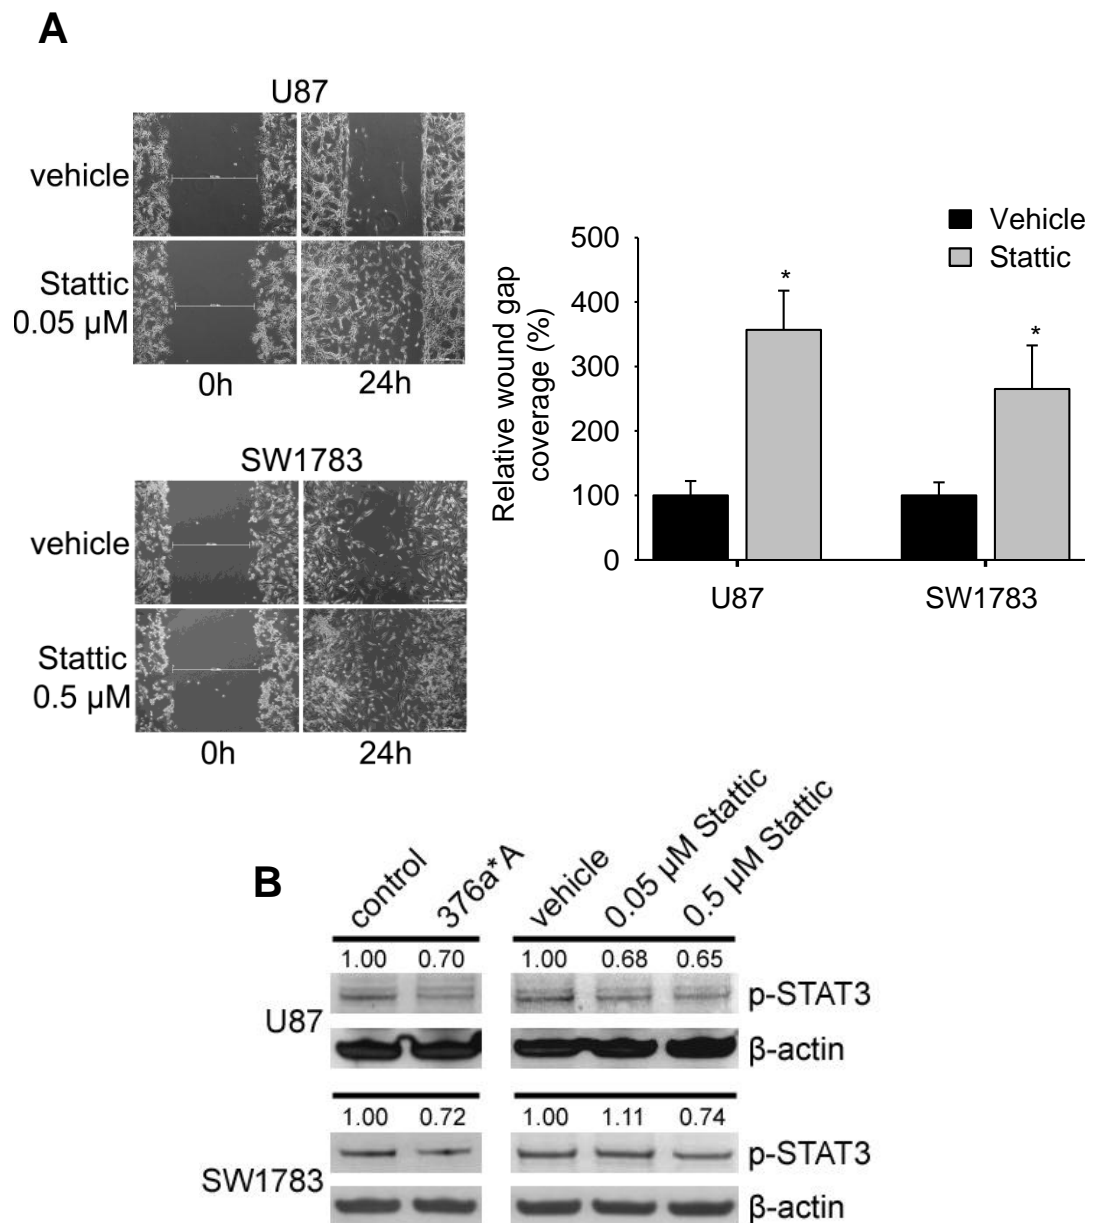 A
U87
vehicle
Stattic
0.05 µM
0h 24h
SW1783
vehicle
Stattic
0.5 µM
0h 24h
Vehicle
Stattic
Relative wound gap
coverage (%)
500
400
300
200
100
0
* *
U87 SW1783
B
control 376a*A vehicle 0.05 µM Stattic 0.5 µM Stattic
1.00 0.70 1.00 0.68 0.65
p-STAT3
U87
β-actin
1.00 0.72 1.00 1.11 0.74
p-STAT3
SW1783
β-actin